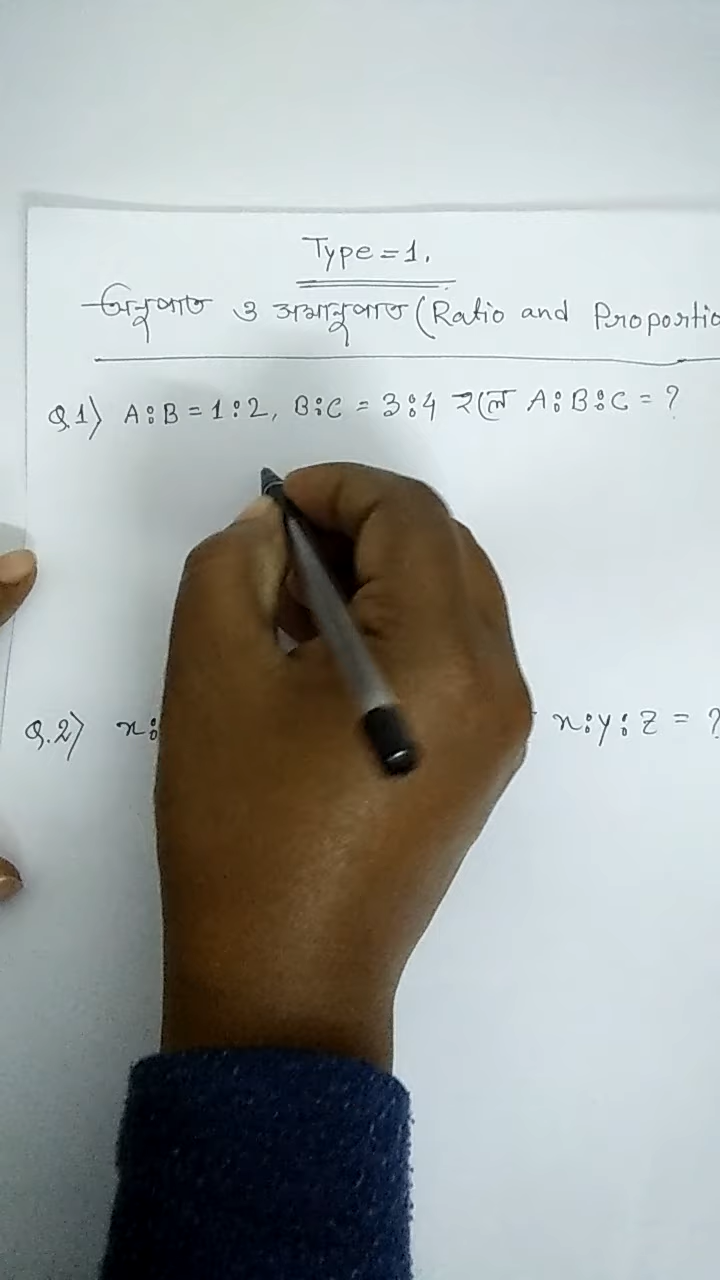 Type = 1.
অনুপাত ও সমানুপাত (Ratio and Proportio
Q.1) A:B = 1:2, B:C = 3:4 হলে A:B:C = ?
Q.2) x: x:y:z = ?